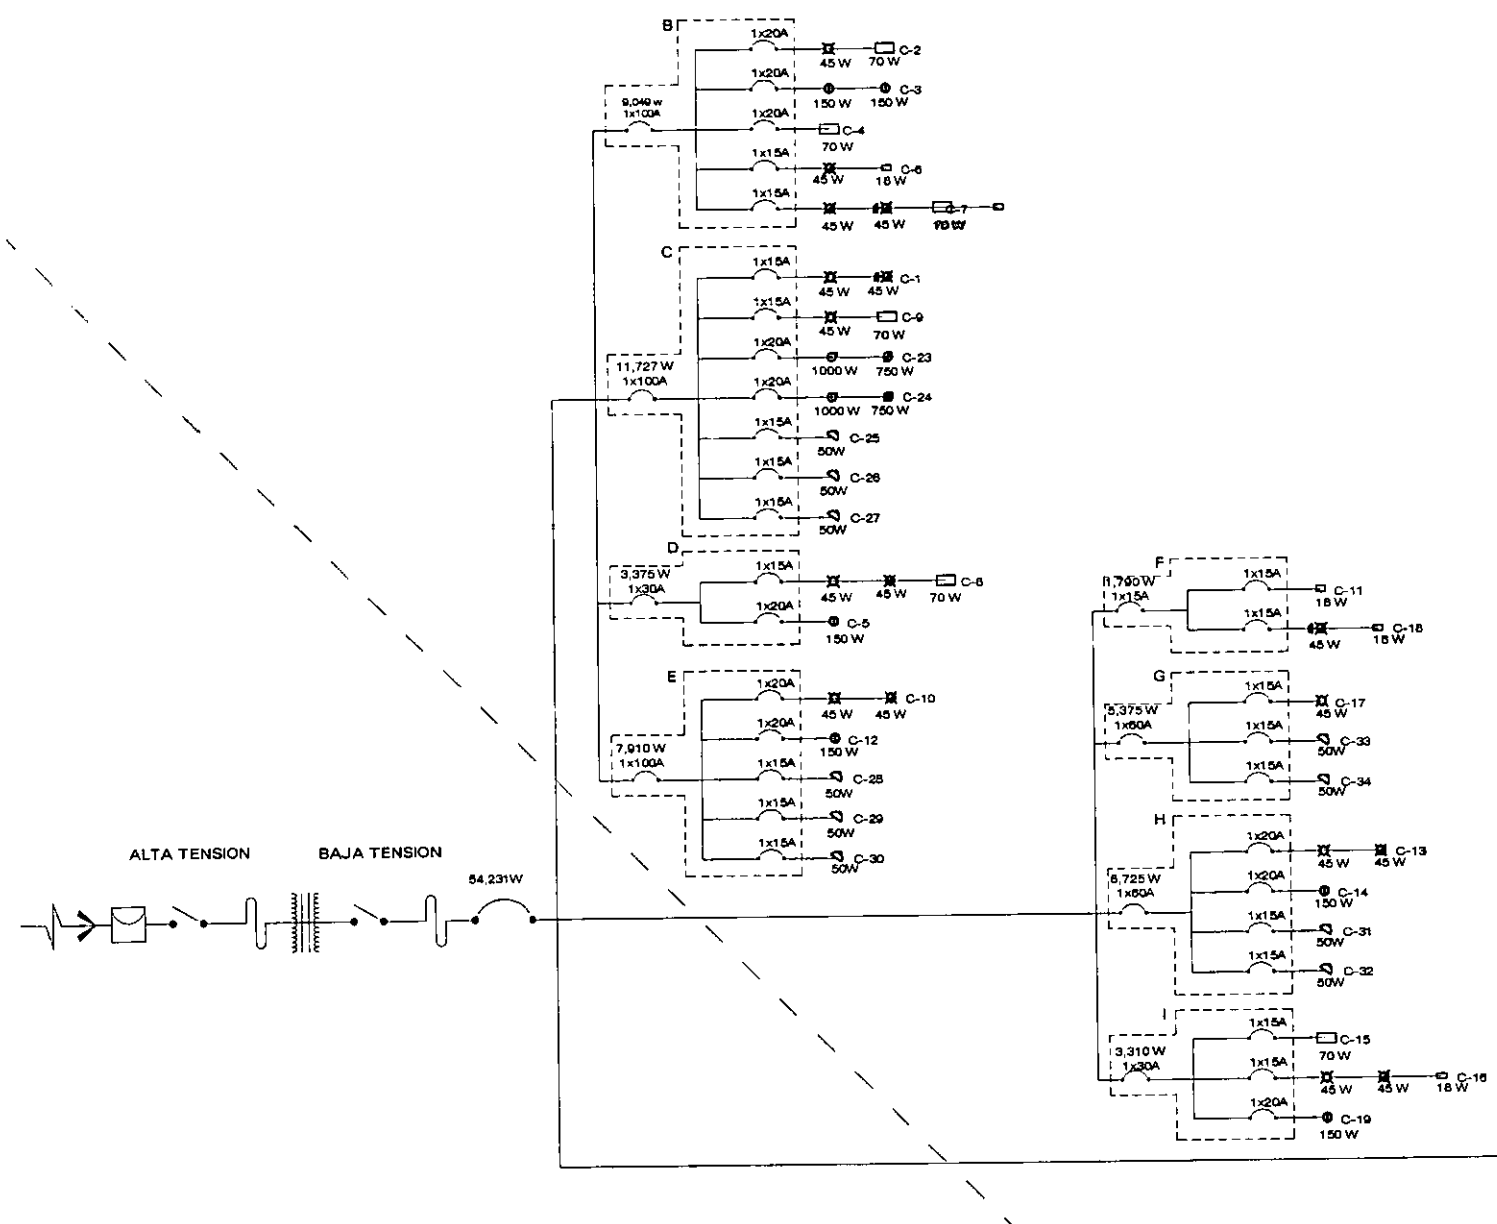 B
1x20A
C-2
45 W 70 W
1x20A
C-3
150 W 150 W
9,049 w
1x100A
1x20A
C-4
70 W
1x15A
C-6
45 W 18 W
1x15A
C-7
45 W 45 W
C
1x15A
C-1
45 W 45 W
1x15A
C-9
45 W 70 W
1x20A
C-23
1000 W 750 W
11,727 W
1x100A
1x20A
C-24
1000 W 750 W
1x15A
C-25
50W
1x15A
C-26
50W
1x15A
C-27
50W
D
3,375 W
1x30A
1x15A
C-8
45 W 45 W 70 W
1x20A
C-5
150 W
E
1x20A
C-10
45 W 45 W
1x20A
C-12
150 W
7,910 W
1x100A
1x15A
C-28
50W
1x15A
C-29
50W
1x15A
C-30
50W
ALTA TENSION
BAJA TENSION
54,231W
F
1,790 W
1x15A
1x15A
C-11
18 W
1x15A
C-18
45 W 18 W
G
1x15A
C-17
45 W
5,375 W
1x60A
1x15A
C-33
50W
1x15A
C-34
50W
H
1x20A
C-13
45 W 45 W
6,725 W
1x60A
1x20A
C-14
150 W
1x15A
C-31
50W
1x15A
C-32
50W
I
1x15A
C-15
70 W
3,310 W
1x30A
1x15A
C-16
45 W 45 W 18 W
1x20A
C-19
150 W